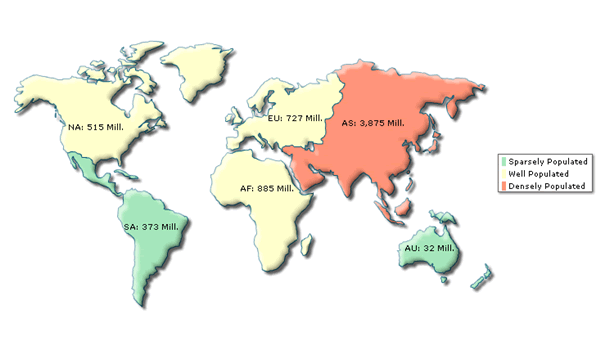 NA: 515 Mill.
EU: 727 Mill.
AS: 3,875 Mill.
AF: 885 Mill.
SA: 373 Mill.
AU: 32 Mill.
Sparsely Populated
Well Populated
Densely Populated